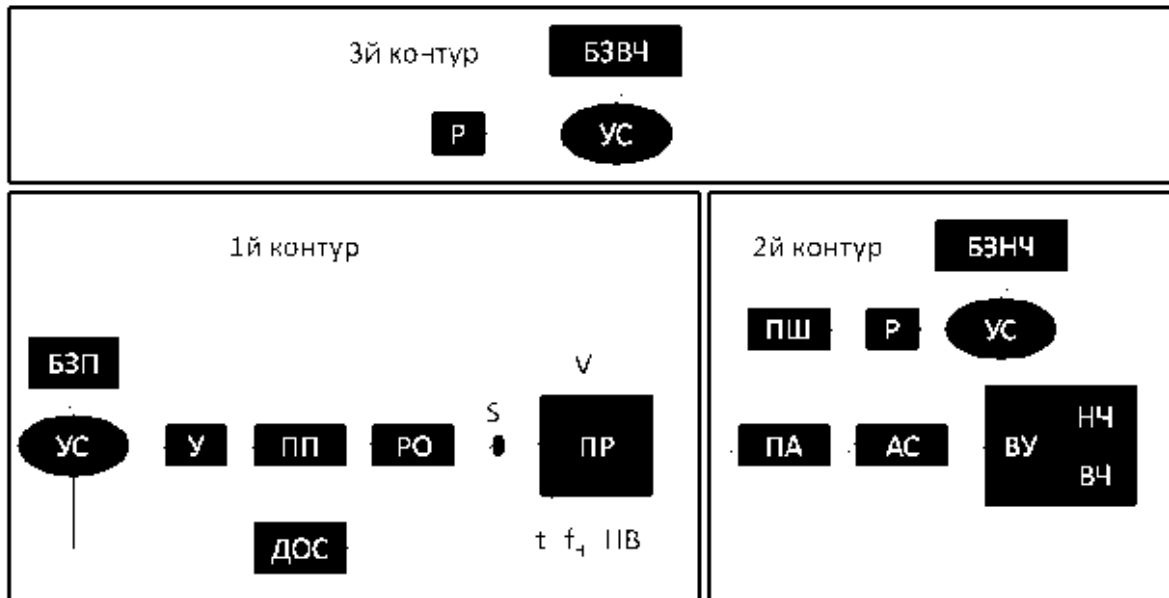 3й контур БЗВЧ
Р УС
1й контур
БЗП
V
S
УС У ПП РО ПР
ДОС
t fч ПВ
2й контур БЗНЧ
ПШ Р УС
НЧ
ПА АС ВУ
ВЧ